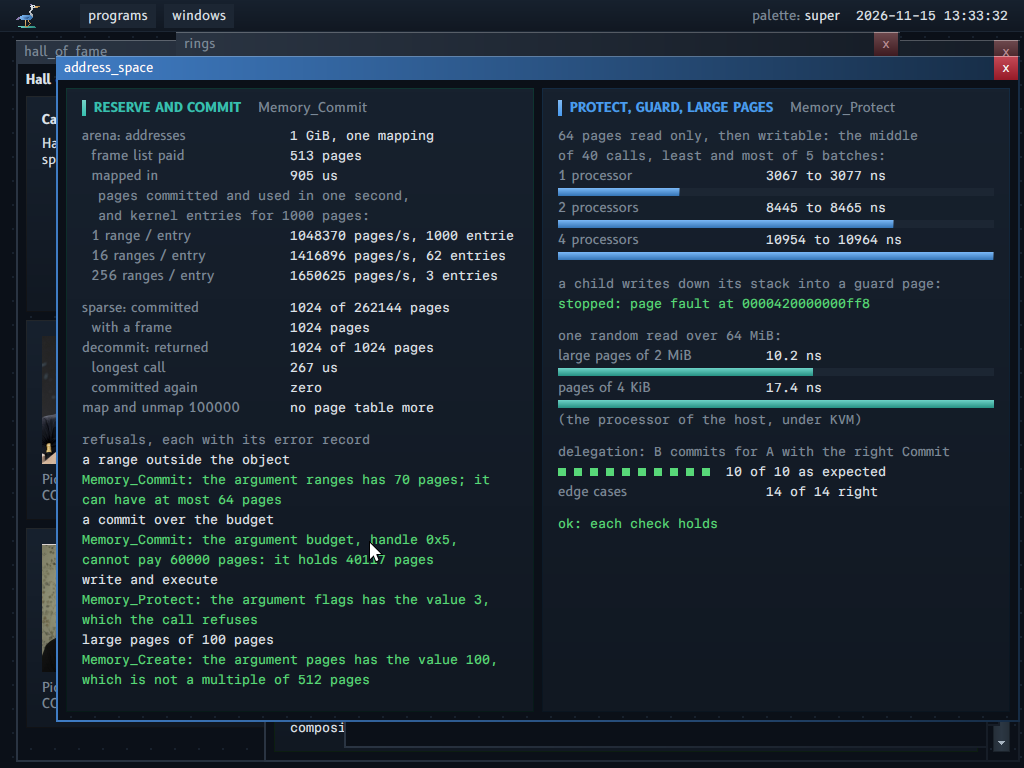 programs windows palette: super 2026-11-15 13:33:32
rings x
hall_of_fame x
address_space x
Hall
Ca
Ha
sp
Pi
CC
Pi
CC
RESERVE AND COMMIT Memory_Commit
arena: addresses 1 GiB, one mapping
frame list paid 513 pages
mapped in 905 us
pages committed and used in one second,
and kernel entries for 1000 pages:
1 range / entry 1048370 pages/s, 1000 entrie
16 ranges / entry 1416896 pages/s, 62 entries
256 ranges / entry 1650625 pages/s, 3 entries
sparse: committed 1024 of 262144 pages
with a frame 1024 pages
decommit: returned 1024 of 1024 pages
longest call 267 us
committed again zero
map and unmap 100000 no page table more
refusals, each with its error record
a range outside the object
Memory_Commit: the argument ranges has 70 pages; it
can have at most 64 pages
a commit over the budget
Memory_Commit: the argument budget, handle 0x5,
cannot pay 60000 pages: it holds 40127 pages
write and execute
Memory_Protect: the argument flags has the value 3,
which the call refuses
large pages of 100 pages
Memory_Create: the argument pages has the value 100,
which is not a multiple of 512 pages
PROTECT, GUARD, LARGE PAGES Memory_Protect
64 pages read only, then writable: the middle
of 40 calls, least and most of 5 batches:
1 processor 3067 to 3077 ns
2 processors 8445 to 8465 ns
4 processors 10954 to 10964 ns
a child writes down its stack into a guard page:
stopped: page fault at 0000420000000ff8
one random read over 64 MiB:
large pages of 2 MiB 10.2 ns
pages of 4 KiB 17.4 ns
(the processor of the host, under KVM)
delegation: B commits for A with the right Commit
10 of 10 as expected
edge cases 14 of 14 right
ok: each check holds
composi